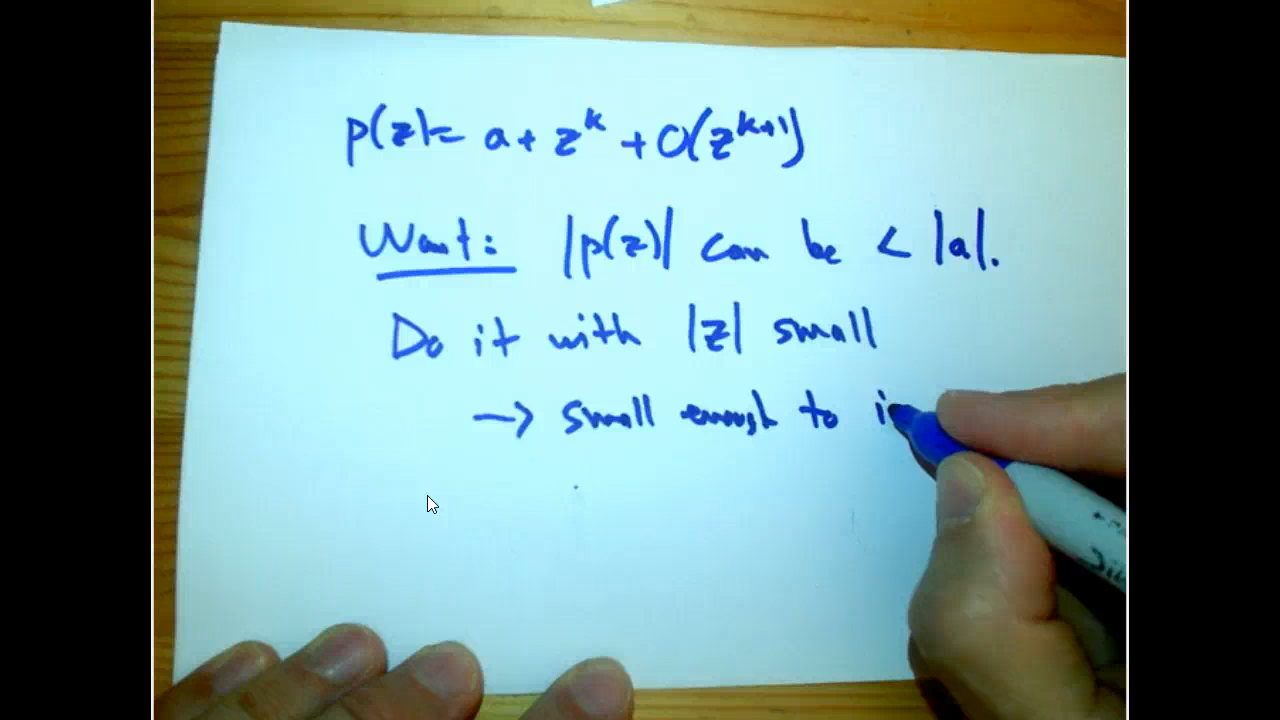 p(z)= a + z^k + O(z^{k+1})
Want: |p(z)| can be < |a|.
Do it with |z| small
→ small enough to i